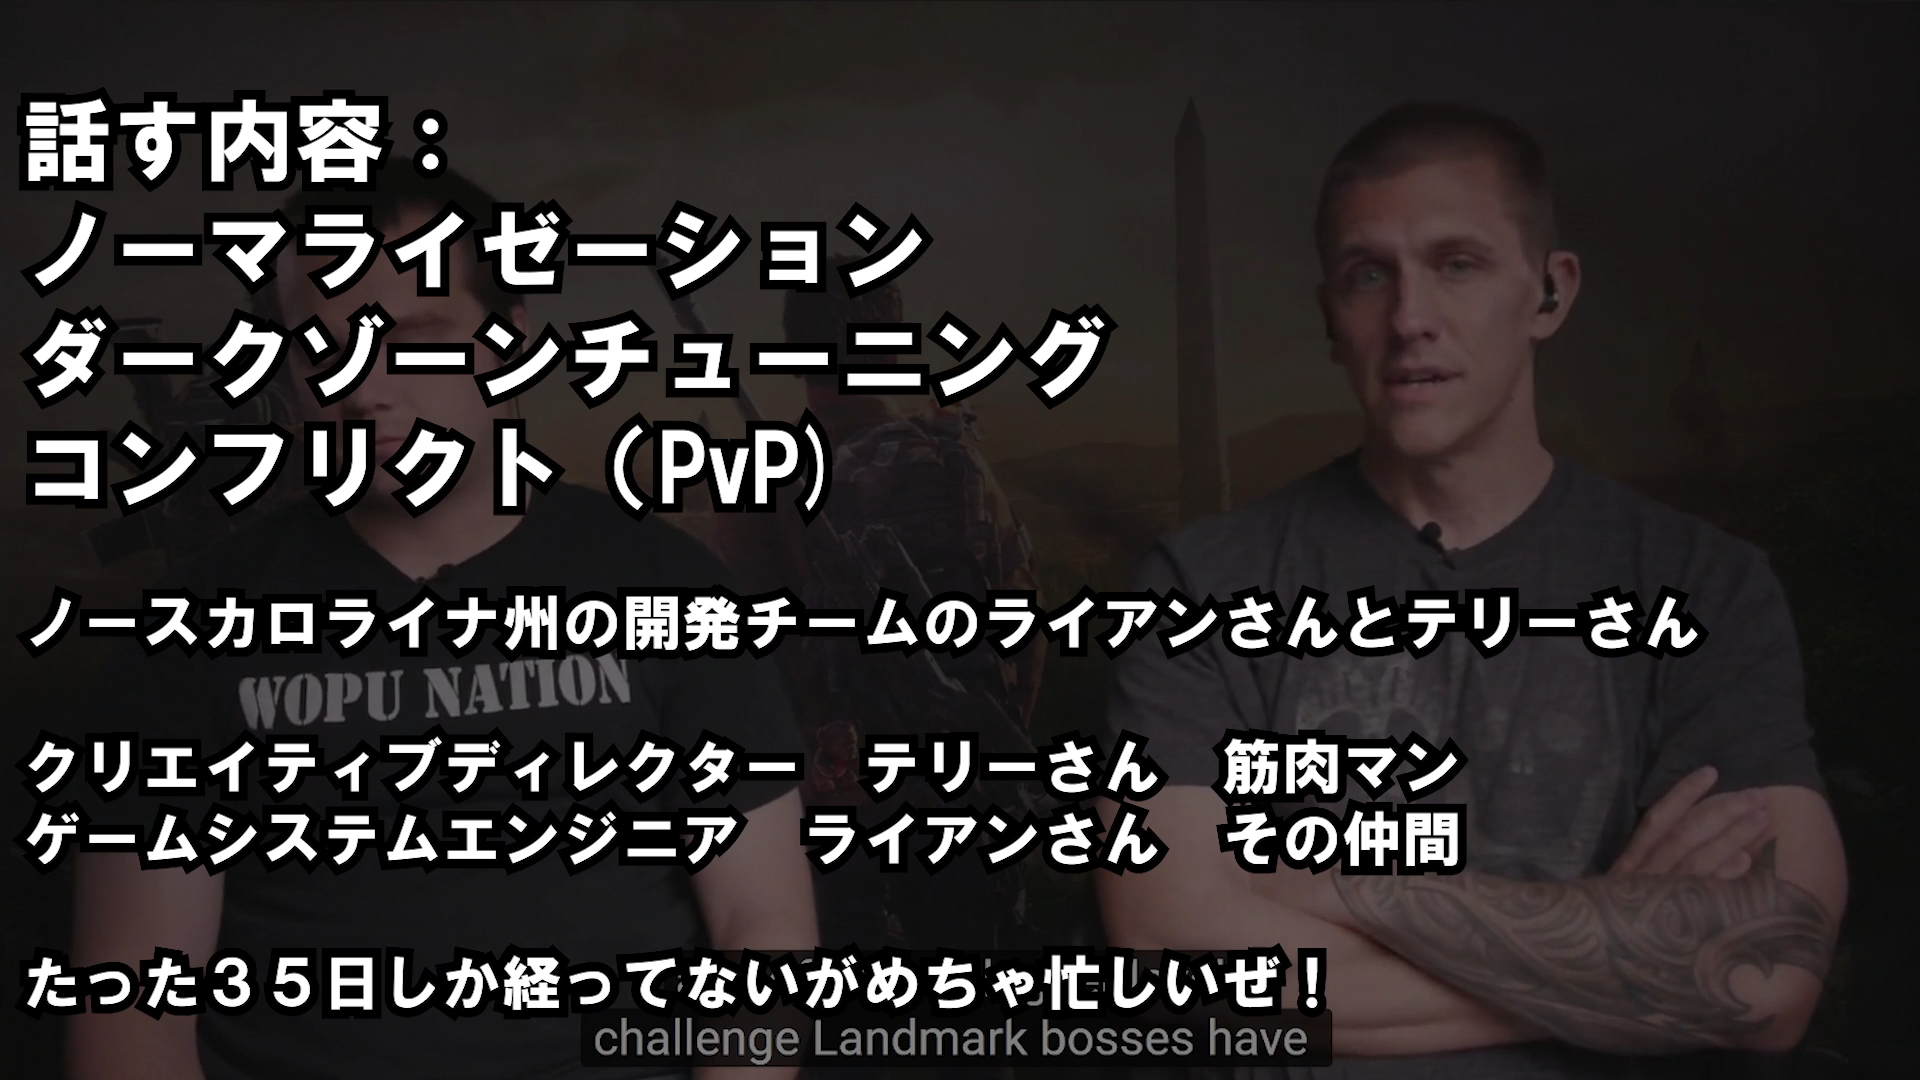 話す内容：
ノーマライゼーション
ダークゾーンチューニング
コンフリクト（PvP)
ノースカロライナ州の開発チームのライアンさんとテリーさん
WOPU NATION
クリエイティブディレクター　テリーさん　筋肉マン
ゲームシステムエンジニア　ライアンさん　その仲間
たった３５日しか経ってないがめちゃ忙しいぜ！
challenge Landmark bosses have